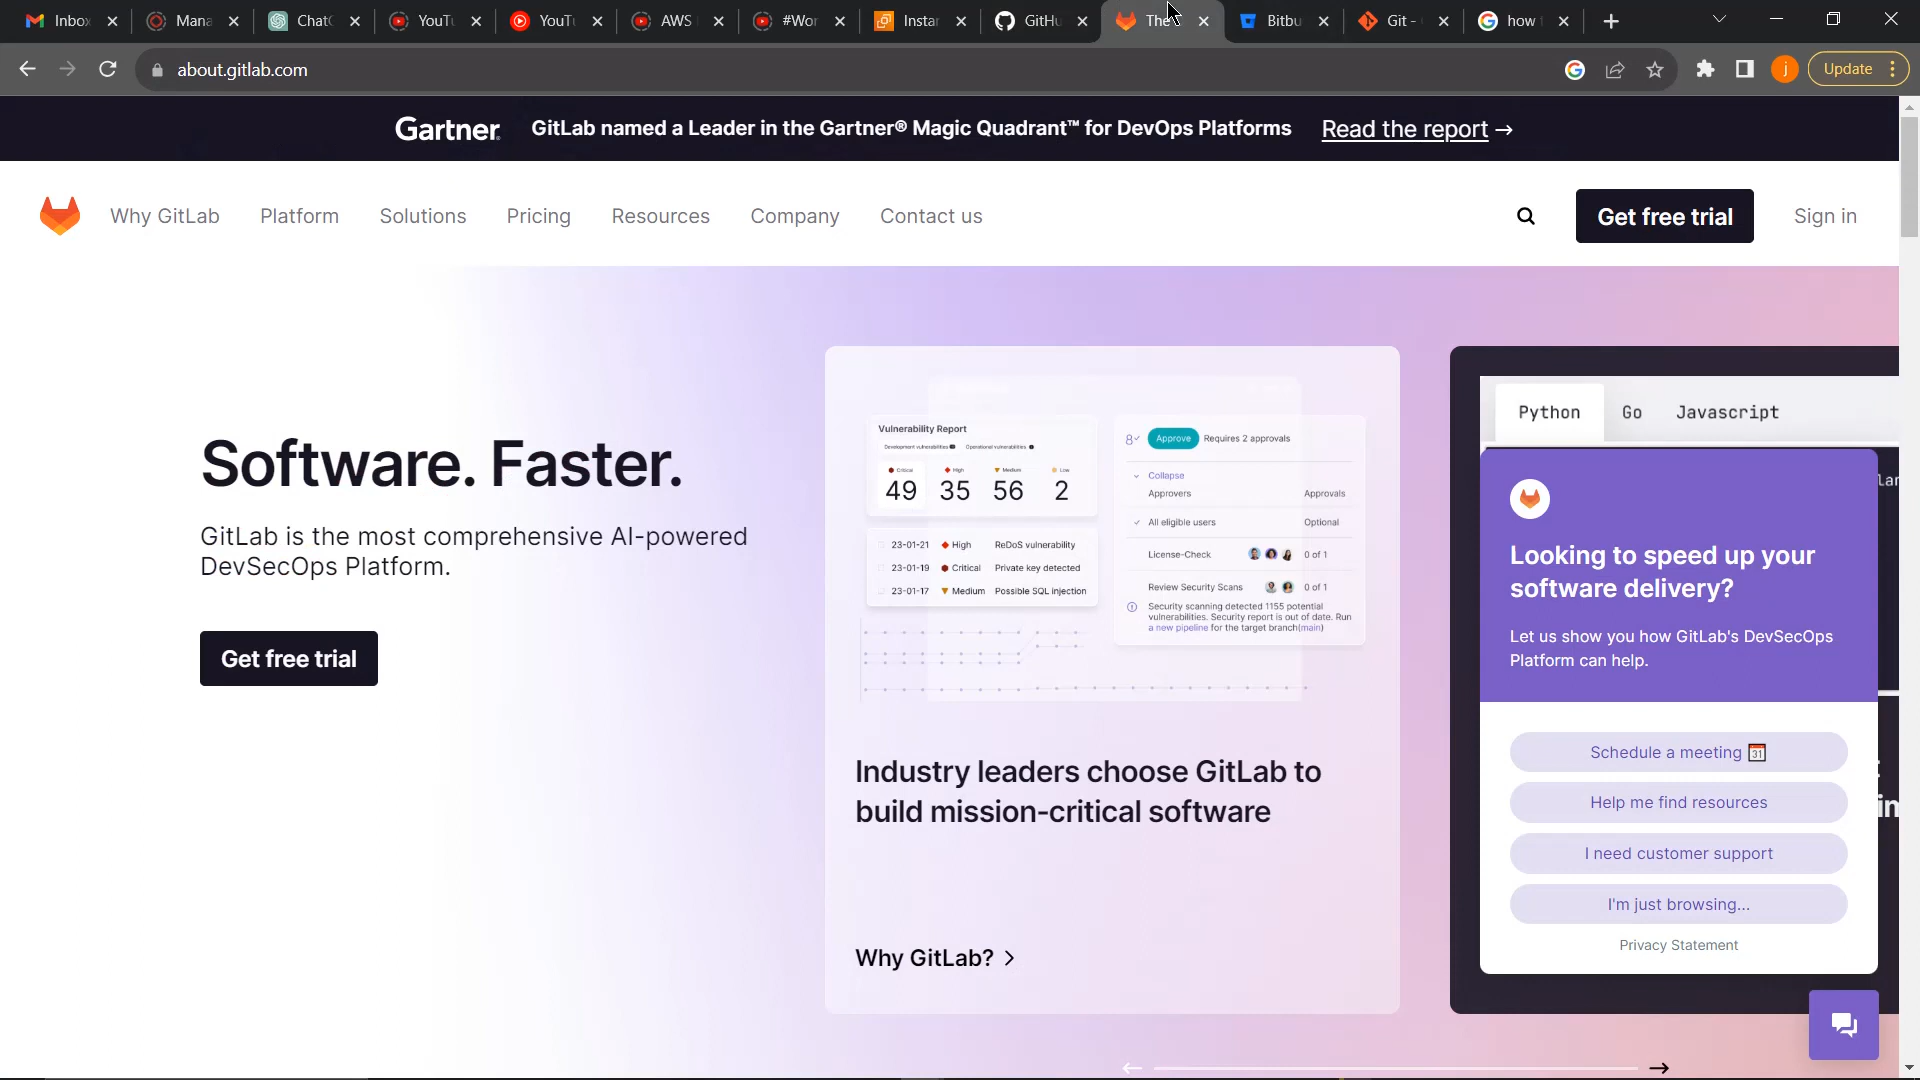 Inbox
Mana
Chat
YouTu
YouTu
AWS
#Wor
Instar
GitHu
The
Bitbu
Git -
how
about.gitlab.com
j
Update
Gartner
GitLab named a Leader in the Gartner® Magic Quadrant™ for DevOps Platforms
Read the report →
Why GitLab
Platform
Solutions
Pricing
Resources
Company
Contact us
Get free trial
Sign in
Software. Faster.
GitLab is the most comprehensive AI-powered
DevSecOps Platform.
Get free trial
Vulnerability Report
Development vulnerabilities
Operational vulnerabilities
Critical
High
Medium
Low
49
35
56
2
23-01-21 High ReDoS vulnerability
23-01-19 Critical Private key detected
23-01-17 Medium Possible SQL injection
Approve Requires 2 approvals
Collapse
Approvers Approvals
All eligible users Optional
License-Check 0 of 1
Review Security Scans 0 of 1
Security scanning detected 1155 potential
vulnerabilities. Security report is out of date. Run
a new pipeline for the target branch(main)
Industry leaders choose GitLab to
build mission-critical software
Why GitLab?
Python
Go
Javascript
Looking to speed up your
software delivery?
Let us show you how GitLab's DevSecOps
Platform can help.
Schedule a meeting
Help me find resources
I need customer support
I'm just browsing...
Privacy Statement